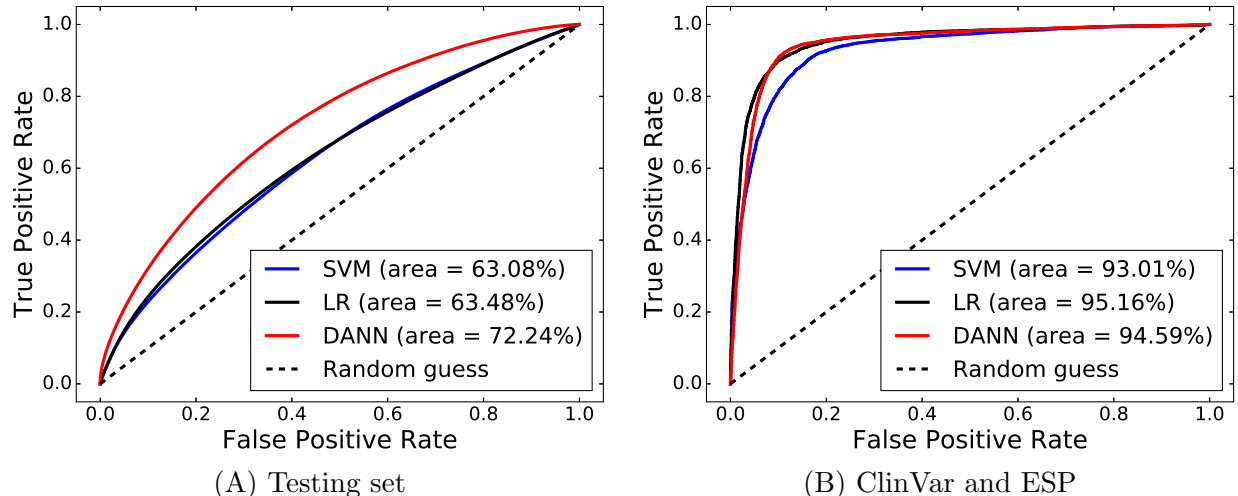 True Positive Rate
1.0
0.8
0.6
0.4
0.2
0.0
SVM (area = 63.08%)
LR (area = 63.48%)
DANN (area = 72.24%)
Random guess
0.0 0.2 0.4 0.6 0.8 1.0
False Positive Rate
(A) Testing set
True Positive Rate
1.0
0.8
0.6
0.4
0.2
0.0
SVM (area = 93.01%)
LR (area = 95.16%)
DANN (area = 94.59%)
Random guess
0.0 0.2 0.4 0.6 0.8 1.0
False Positive Rate
(B) ClinVar and ESP